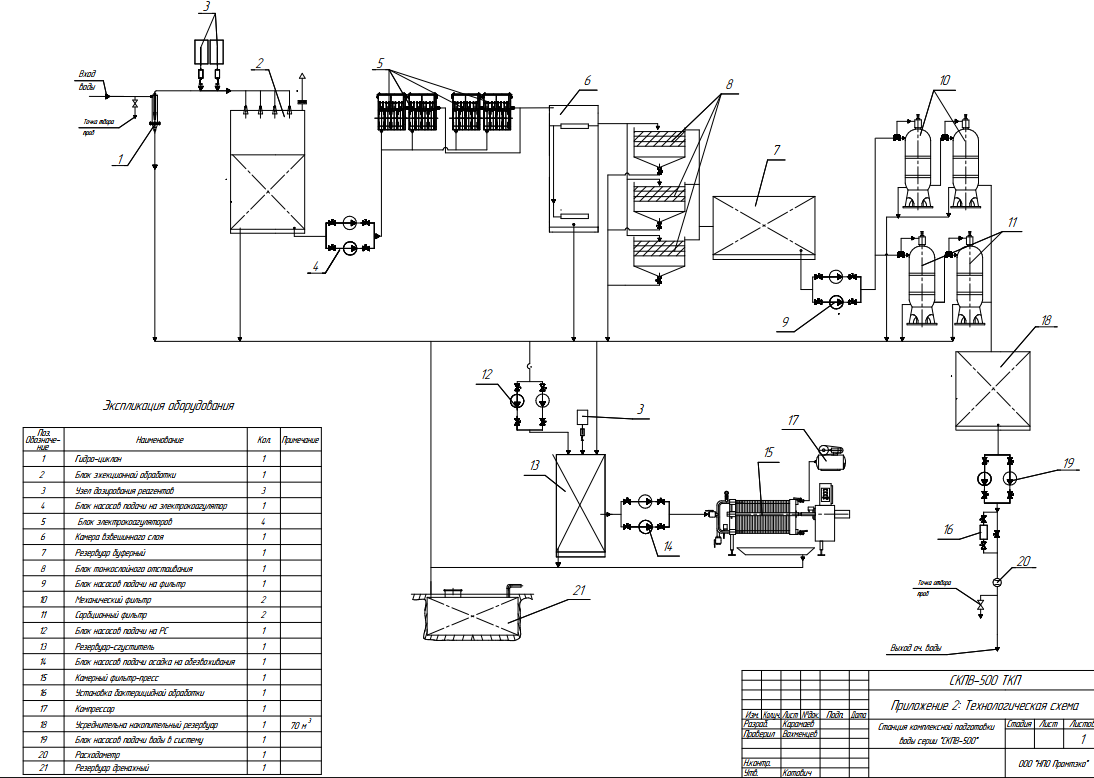 3
Вход
воды
Точка отбора
проб
1
2
5
6
8
7
10
11
4
9
18
12
3
13
14
15
17
19
16
20
21
Точка отбора
проб
Выход оч. воды
Экспликация оборудования
Поз. Обозначе-ние Наименование Кол. Примечание
1 Гидро-циклон 1
2 Блок эжекционной обработки 1
3 Узел дозирования реагентов 3
4 Блок насосов подачи на электрокоагулятор 1
5 Блок электрокоагуляторов 4
6 Камера взвешинного слоя 1
7 Резервуар буферный 1
8 Блок тонкослойного отстаивания 1
9 Блок насосов подачи на фильтр 1
10 Механический фильтр 2
11 Сорбционный фильтр 2
12 Блок насосов подачи на РС 1
13 Резервуар-сгуститель 1
14 Блок насосов подачи осадка на обезвоживания 1
15 Камерный фильтр-пресс 1
16 Установка бактерицидной обработки 1
17 Компрессор 1
18 Усреднительно накопительный резервуар 1 70 м3
19 Блок насосов подачи воды в систему 1
20 Расходометр 1
21 Резервуар дренажный 1
СКПВ-500 ТКП
Приложение 2: Технологическая схема
Изм. Колич. Лист №док. Подп. Дата
Разраб. Карамаев
Проверил Вахменцев
Н.контр.
Утв. Котович
Станция комплексной подготовки
воды серии "СКПВ-500"
Стадия Лист Листов
1
ООО "НПО Промтэко"